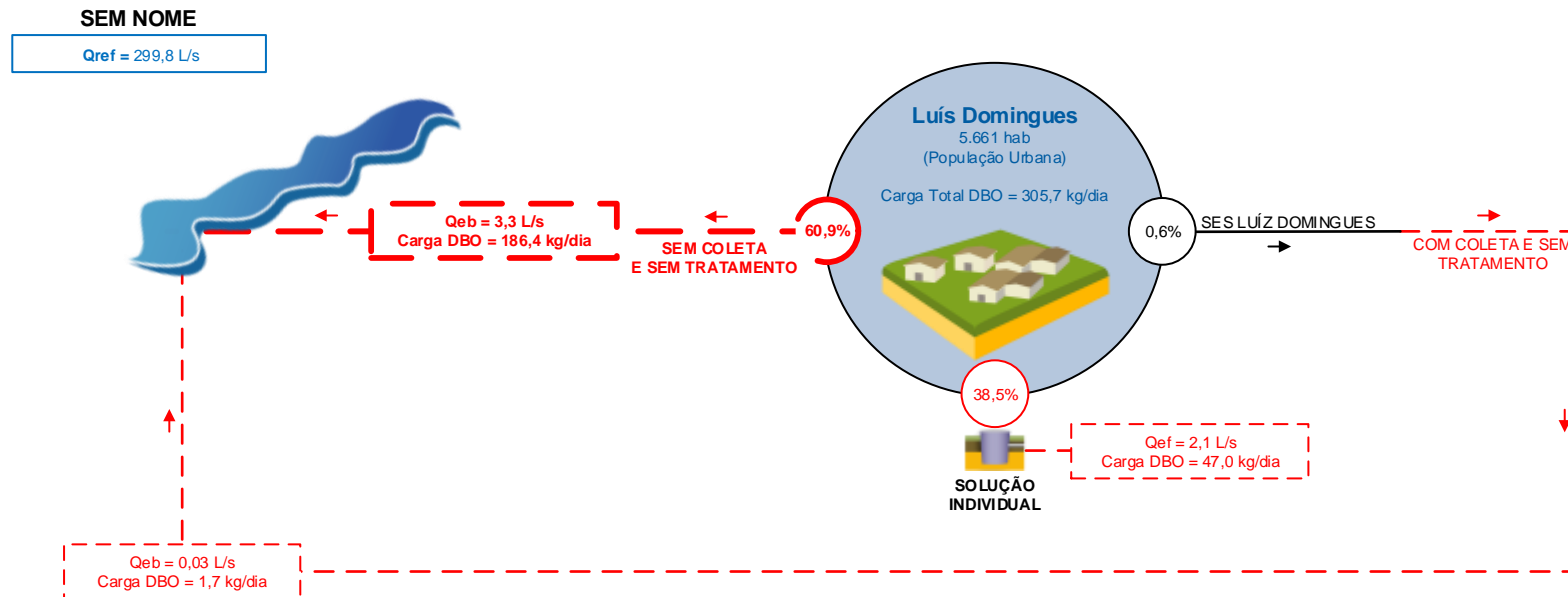 SEM NOME
Qref = 299,8 L/s
Luís Domingues
5.661 hab
(População Urbana)
Carga Total DBO = 305,7 kg/dia
Qeb = 3,3 L/s
Carga DBO = 186,4 kg/dia
SEM COLETA
E SEM TRATAMENTO
60,9%
0,6%
SES LUÍZ DOMINGUES
COM COLETA E SEM
TRATAMENTO
38,5%
Qef = 2,1 L/s
Carga DBO = 47,0 kg/dia
SOLUÇÃO
INDIVIDUAL
Qeb = 0,03 L/s
Carga DBO = 1,7 kg/dia